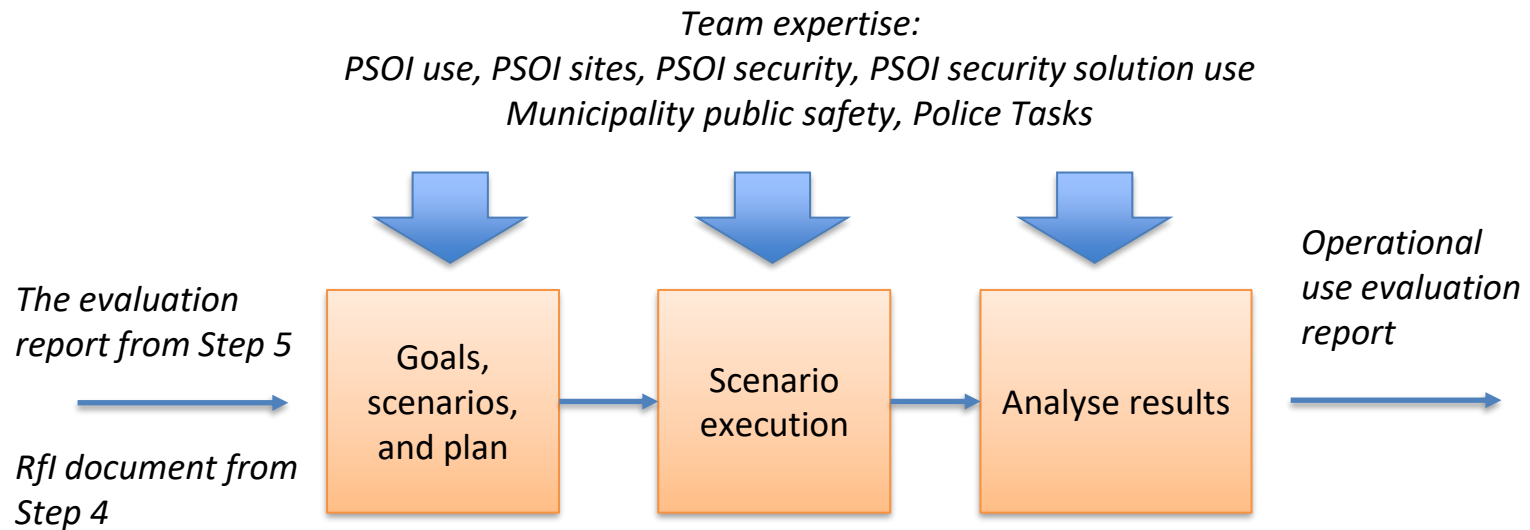 Team expertise:
PSOI use, PSOI sites, PSOI security, PSOI security solution use
Municipality public safety, Police Tasks
The evaluation
report from Step 5
RfI document from
Step 4
Goals,
scenarios,
and plan
Scenario
execution
Analyse results
Operational
use evaluation
report